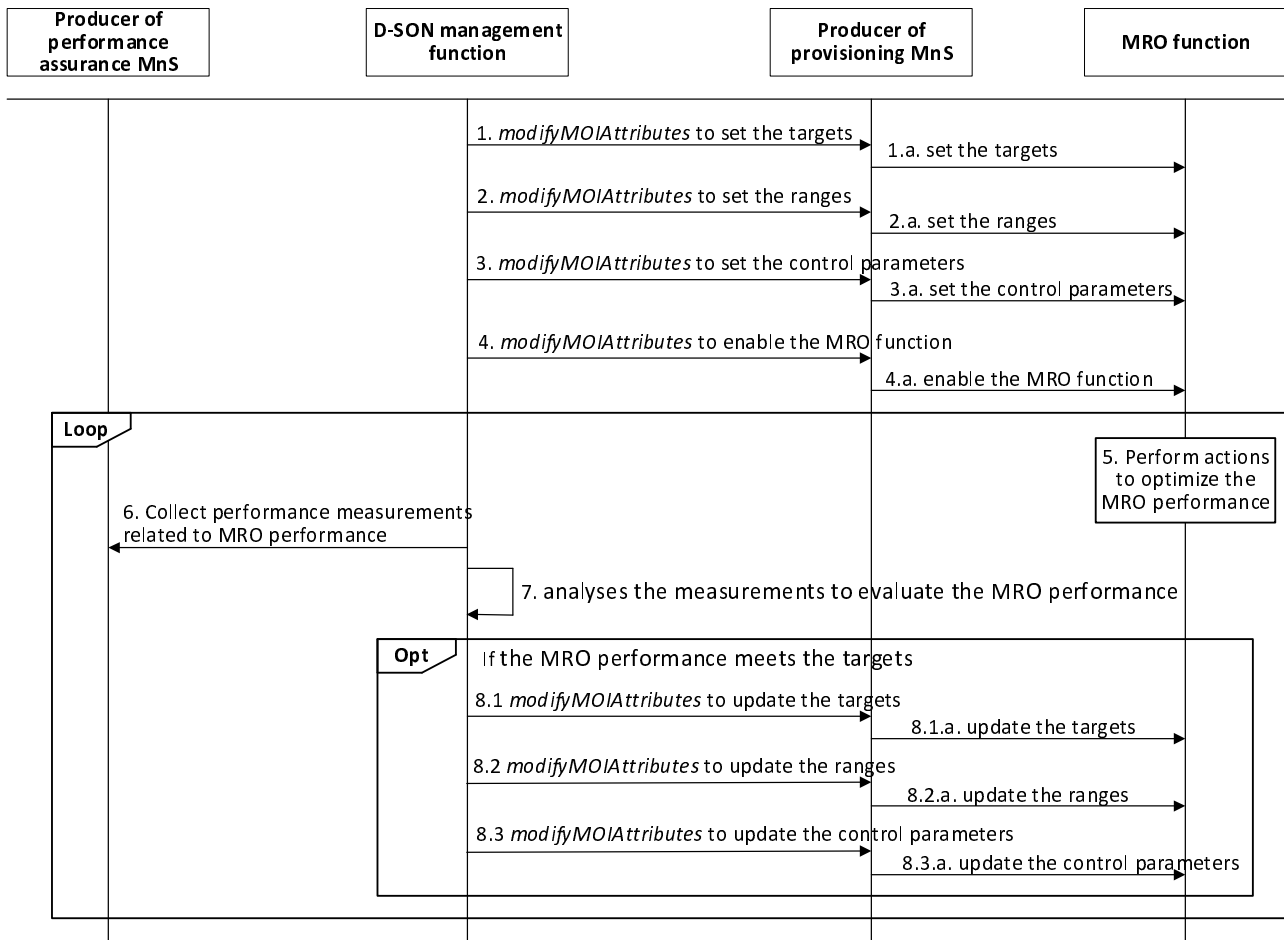 Producer of
performance
assurance MnS
D-SON management
function
Producer of
provisioning MnS
MRO function
1. modifyMOIAttributes to set the targets
1.a. set the targets
2. modifyMOIAttributes to set the ranges
2.a. set the ranges
3. modifyMOIAttributes to set the control parameters
3.a. set the control parameters
4. modifyMOIAttributes to enable the MRO function
4.a. enable the MRO function
Loop
5. Perform actions
to optimize the
MRO performance
6. Collect performance measurements
related to MRO performance
7. analyses the measurements to evaluate the MRO performance
Opt
If the MRO performance meets the targets
8.1 modifyMOIAttributes to update the targets
8.1.a. update the targets
8.2 modifyMOIAttributes to update the ranges
8.2.a. update the ranges
8.3 modifyMOIAttributes to update the control parameters
8.3.a. update the control parameters